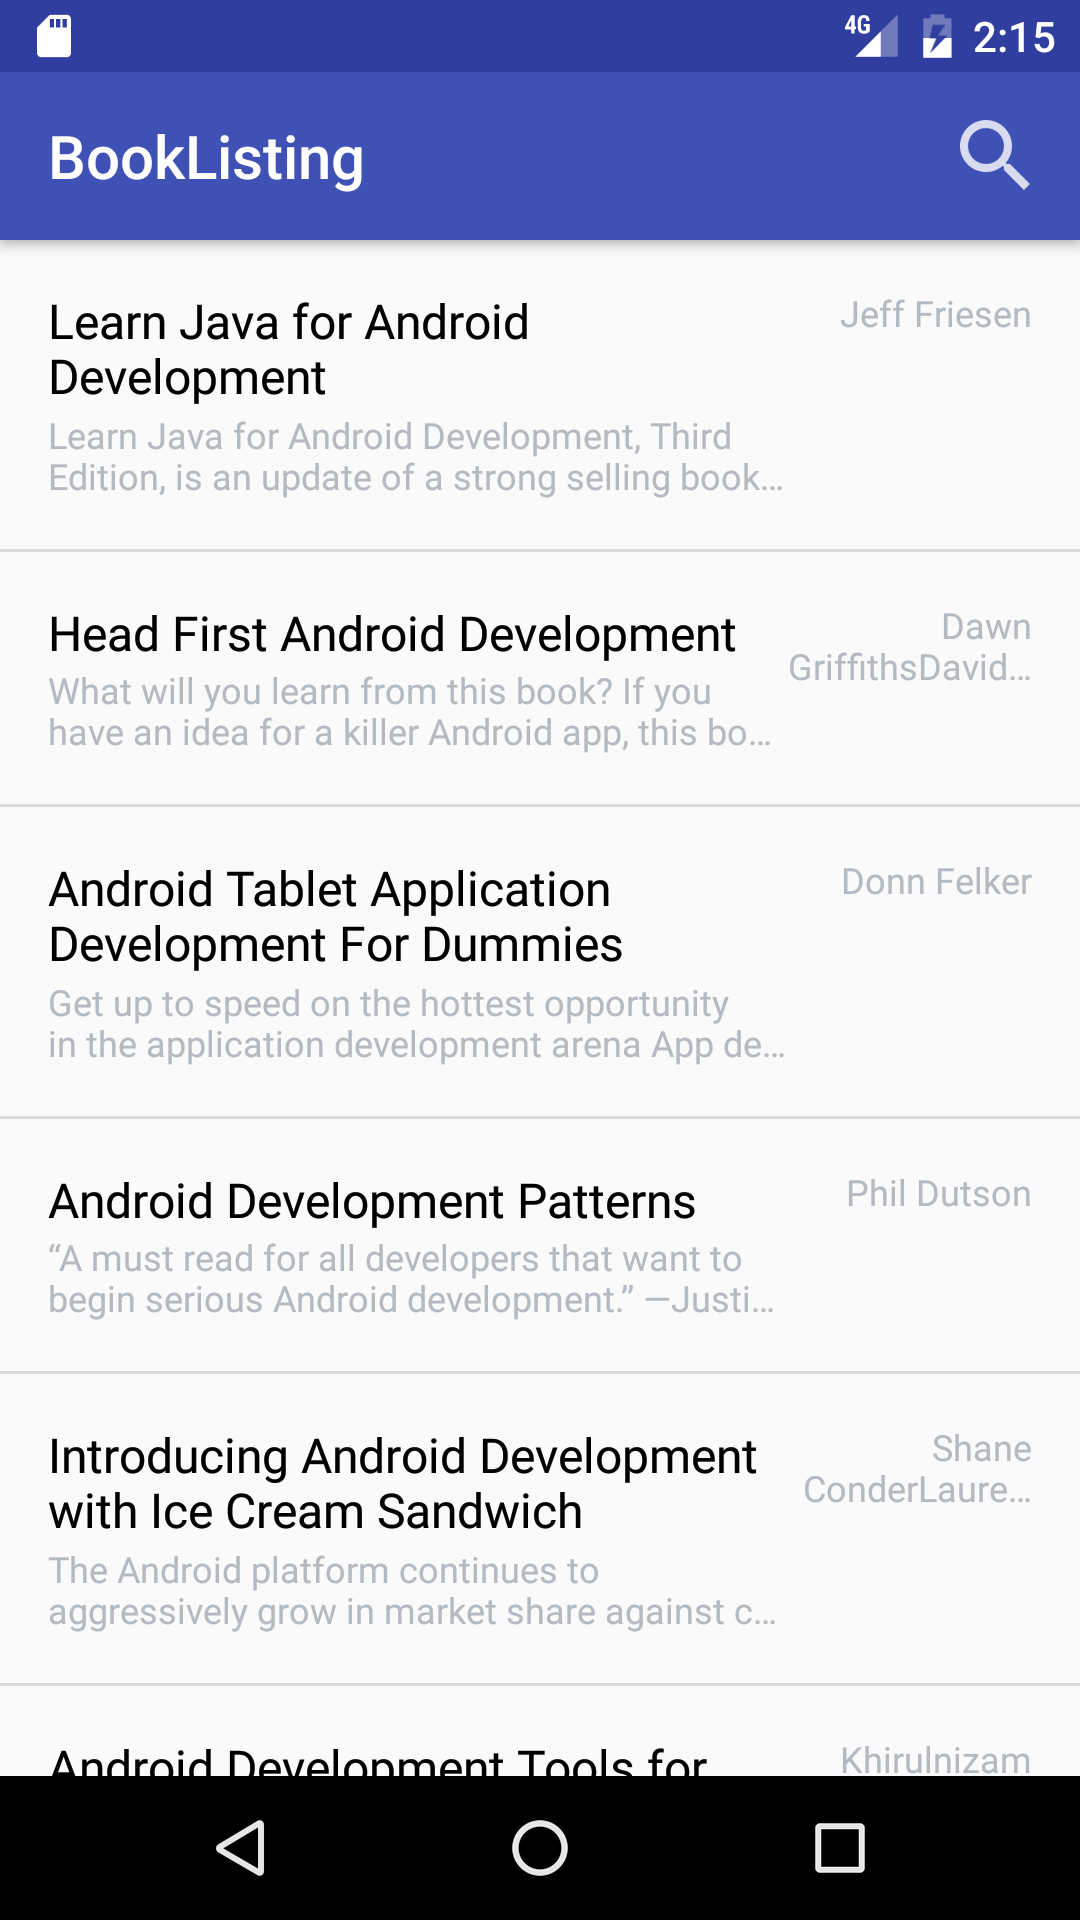 4G 2:15
BookListing
Learn Java for Android
Development
Jeff Friesen
Learn Java for Android Development, Third
Edition, is an update of a strong selling book...
Head First Android Development
Dawn
GriffithsDavid...
What will you learn from this book? If you
have an idea for a killer Android app, this bo...
Android Tablet Application
Development For Dummies
Donn Felker
Get up to speed on the hottest opportunity
in the application development arena App de...
Android Development Patterns
Phil Dutson
“A must read for all developers that want to
begin serious Android development.” —Justi...
Introducing Android Development
with Ice Cream Sandwich
Shane
ConderLaure...
The Android platform continues to
aggressively grow in market share against c...
Android Development Tools for
Khirulnizam